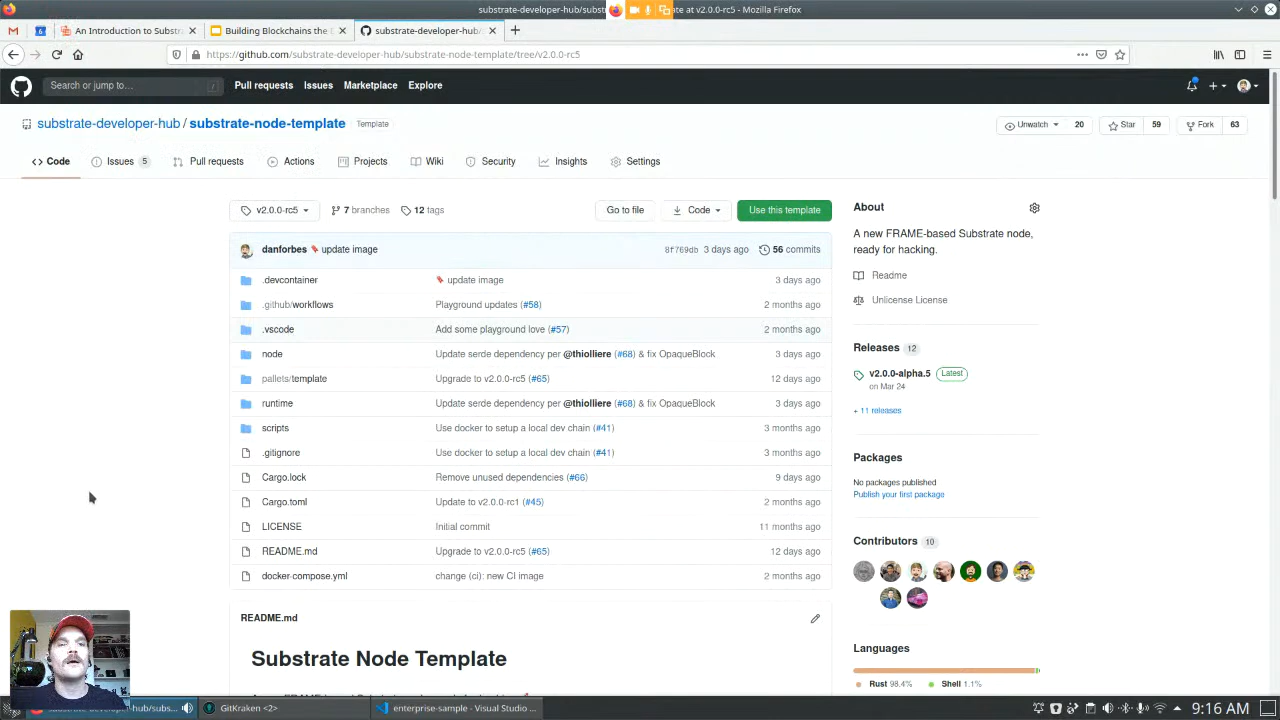 substrate-developer-hub/subst
ate at v2.0-rc5 - Mozilla Firefox
An Introduction to Substr
Building Blockchains the
substrate-developer-hub/
https://github.com/substrate-developer-hub/substrate-node-template/tree/v2.0-rc5
Search or jump to...
/
Pull requests
Issues
Marketplace
Explore
substrate-developer-hub / substrate-node-template
Template
Unwatch
20
Star
59
Fork
63
Code
Issues
5
Pull requests
Actions
Projects
Wiki
Security
Insights
Settings
v2.0.0-rc5
7 branches
12 tags
Go to file
Code
Use this template
danforbes
update image
8f769db
3 days ago
56 commits
.devcontainer
update image
3 days ago
.github/workflows
Playground updates (#58)
2 months ago
.vscode
Add some playground love (#57)
2 months ago
node
Update serde dependency per @thiolliere (#68) & fix OpaqueBlock
3 days ago
pallets/template
Upgrade to v2.0.0-rc5 (#65)
12 days ago
runtime
Update serde dependency per @thiolliere (#68) & fix OpaqueBlock
3 days ago
scripts
Use docker to setup a local dev chain (#41)
3 months ago
.gitignore
Use docker to setup a local dev chain (#41)
3 months ago
Cargo.lock
Remove unused dependencies (#66)
9 days ago
Cargo.toml
Update to v2.0.0-rc1 (#45)
2 months ago
LICENSE
Initial commit
11 months ago
README.md
Upgrade to v2.0.0-rc5 (#65)
12 days ago
docker-compose.yml
change (ci): new CI image
2 months ago
README.md
Substrate Node Template
About
A new FRAME-based Substrate node,
ready for hacking.
Readme
Unlicense License
Releases 12
v2.0.0-alpha.5
Latest
on Mar 24
+ 11 releases
Packages
No packages published
Publish your first package
Contributors 10
Languages
Rust 98.4%
Shell 1.1%
substrate-developer-hub/subs...
GitKraken <2>
enterprise-sample - Visual Studio ...
9:16 AM